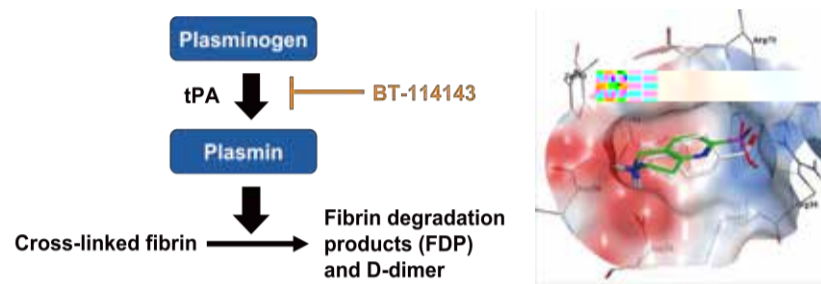 Plasminogen
tPA
BT-114143
Plasmin
Cross-linked fibrin
Fibrin degradation
products (FDP)
and D-dimer